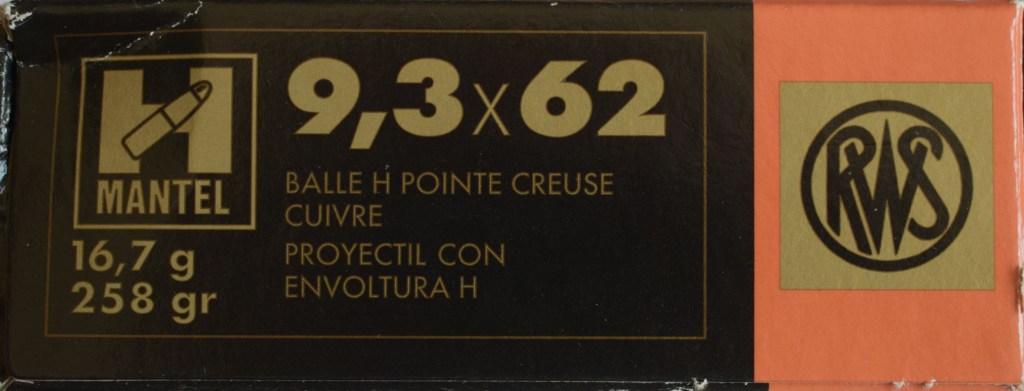 H
MANTEL
16,7 g
258 gr
9,3x62
BALLE H POINTE CREUSE
CUIVRE
PROYECTIL CON
ENVOLTURA H
RWS